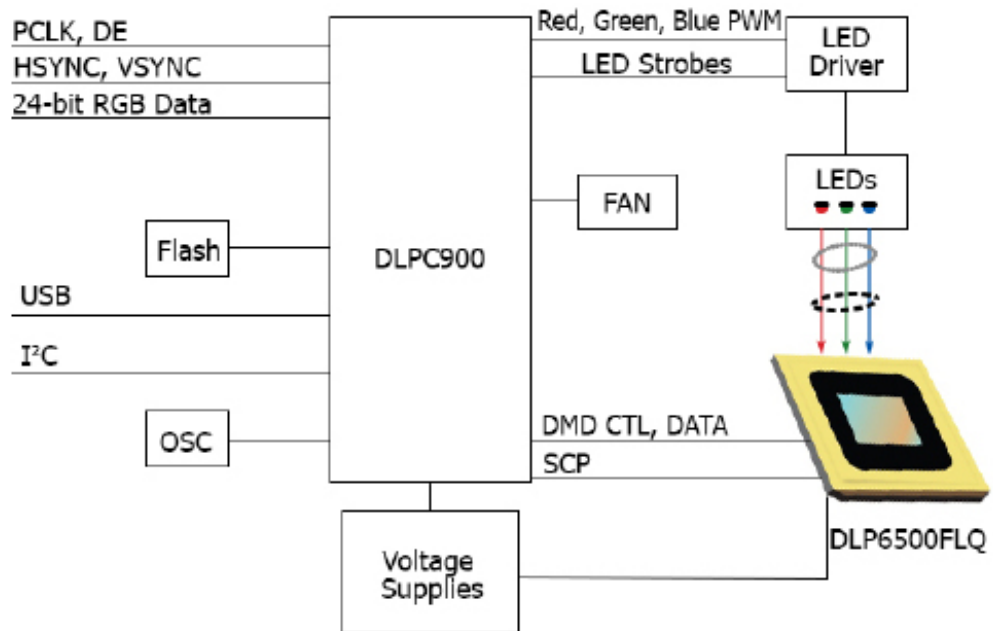 PCLK, DE
HSYNC, VSYNC
24-bit RGB Data
Flash
USB
I²C
OSC
DLPC900
Voltage
Supplies
Red, Green, Blue PWM
LED Strobes
LED
Driver
LEDs
FAN
DMD CTL, DATA
SCP
DLP6500FLQ